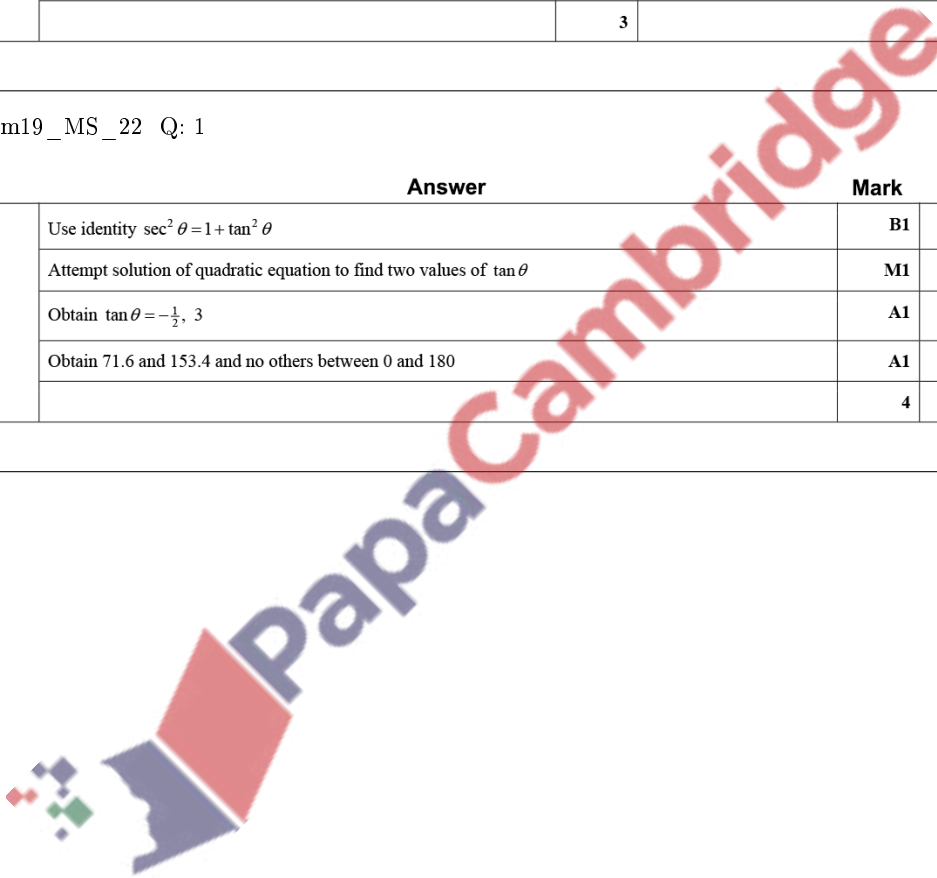 3
m19_MS_22 Q: 1
Answer Mark
Use identity sec² θ = 1 + tan² θ B1
Attempt solution of quadratic equation to find two values of tan θ M1
Obtain tan θ = −½, 3 A1
Obtain 71.6 and 153.4 and no others between 0 and 180 A1
4
PapaCambridge